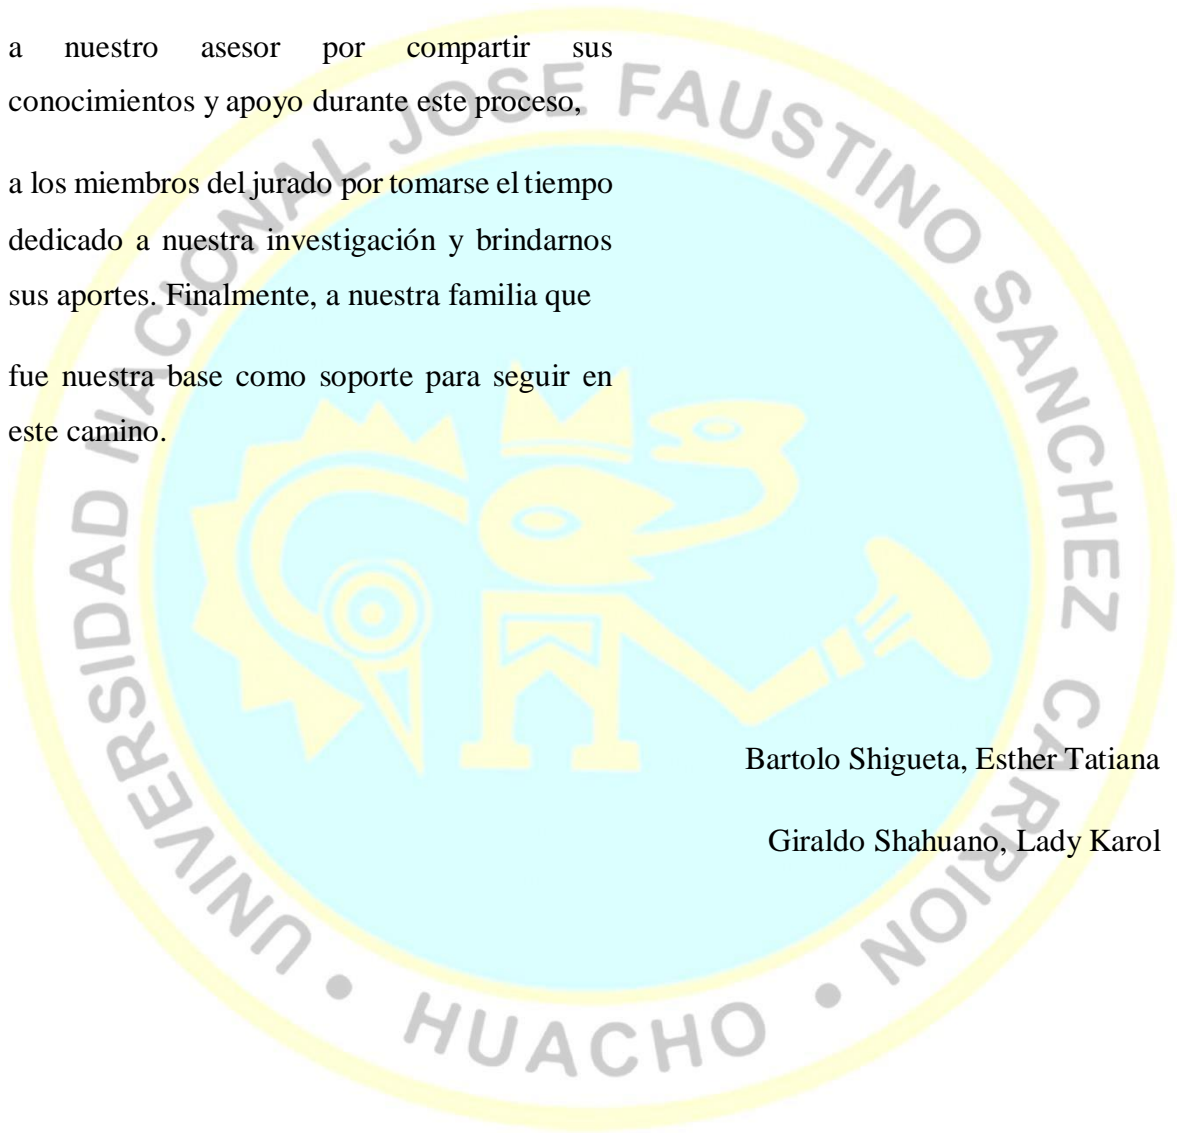 a nuestro asesor por compartir sus
conocimientos y apoyo durante este proceso,
a los miembros del jurado por tomarse el tiempo
dedicado a nuestra investigación y brindarnos
sus aportes. Finalmente, a nuestra familia que
fue nuestra base como soporte para seguir en
este camino.
Bartolo Shigueta, Esther Tatiana
Giraldo Shahuano, Lady Karol
UNIVERSIDAD NACIONAL JOSE FAUSTINO SANCHEZ CARRION • HUACHO •